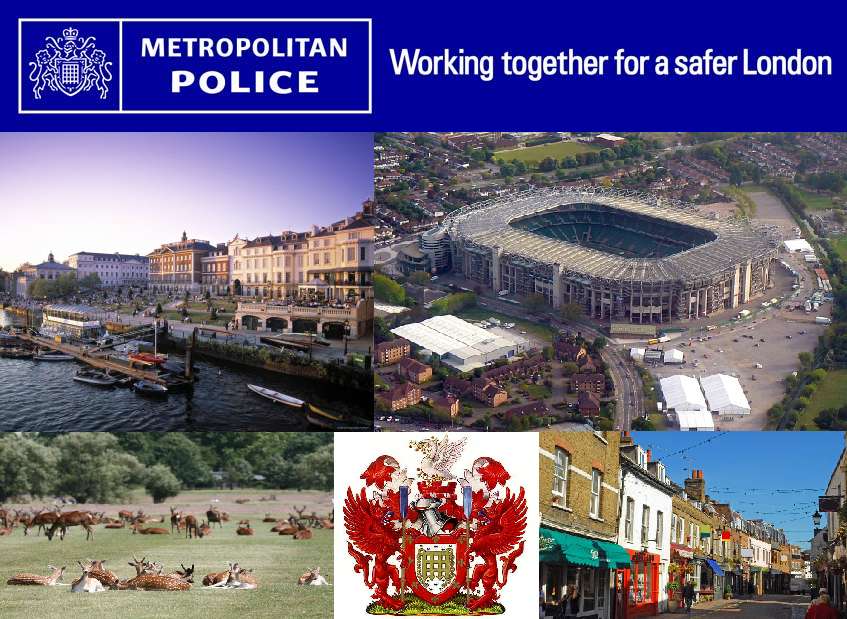 METROPOLITAN
POLICE
Working together for a safer London